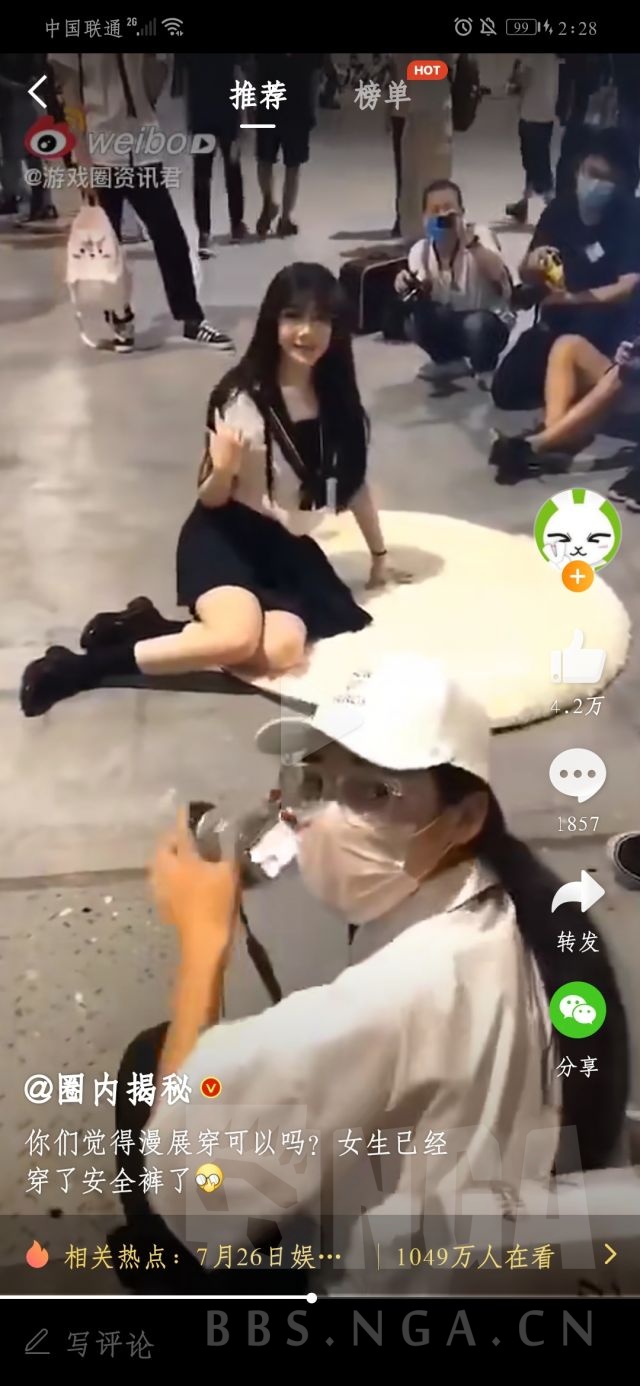 中国联通 2G
99
2:28
推荐
榜单
HOT
weibo
@游戏圈资讯君
4.2万
1857
转发
分享
@圈内揭秘
你们觉得漫展穿可以吗？女生已经
穿了安全裤了
NGA
相关热点：7月26日娱…
1049万人在看
写评论
BBS.NGA.CN